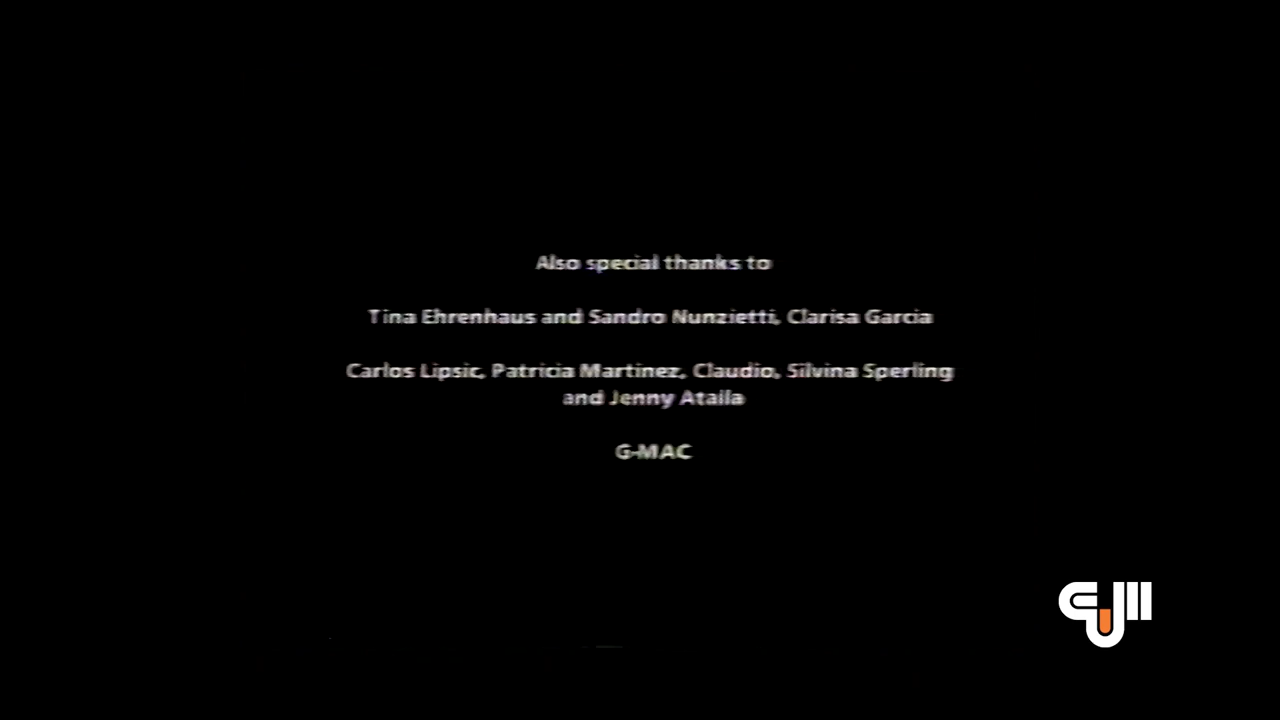 Also special thanks to
Tina Ehrenhaus and Sandro Nunzietti, Clarisa Garcia
Carlos Lipsic, Patricia Martinez, Claudio, Silvina Sperling
and Jenny Ataila
G-MAC